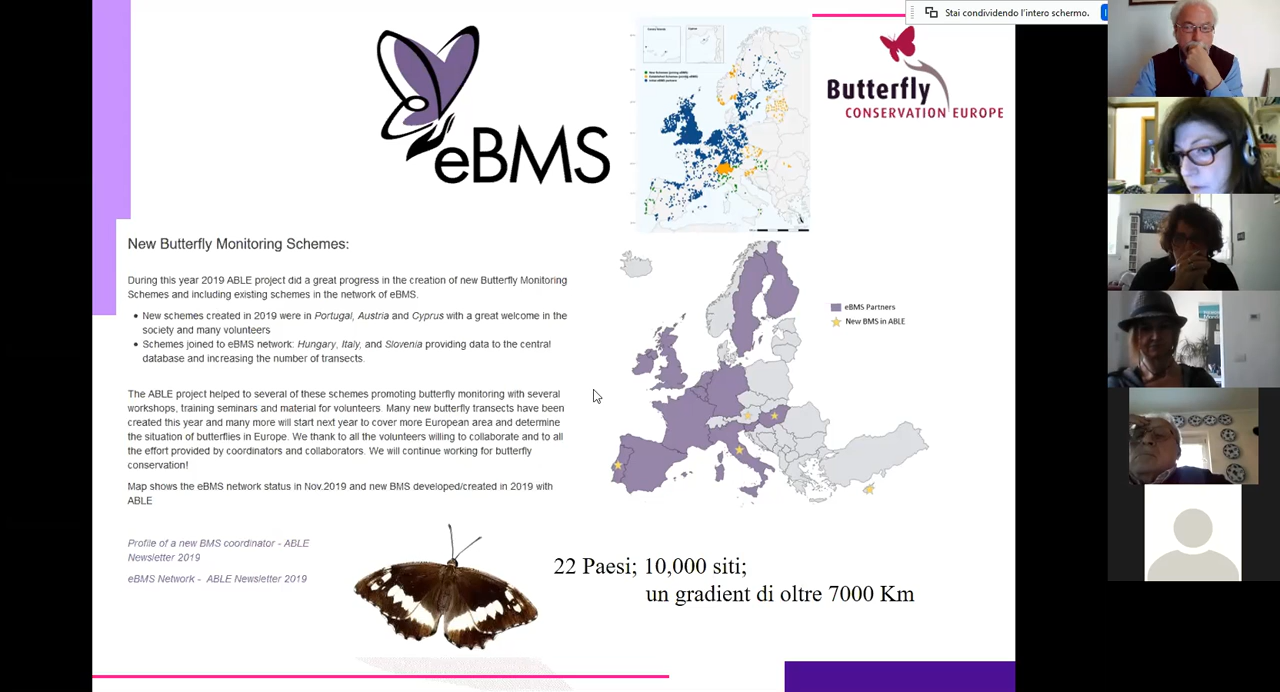 Stai condividendo l'intero schermo.
eBMS
Butterfly
CONSERVATION EUROPE
New Butterfly Monitoring Schemes:
During this year 2019 ABLE project did a great progress in the creation of new Butterfly Monitoring
Schemes and including existing schemes in the network of eBMS.
• New schemes created in 2019 were in Portugal, Austria and Cyprus with a great welcome in the
society and many volunteers
• Schemes joined to eBMS network: Hungary, Italy, and Slovenia providing data to the central
database and increasing the number of transects.
The ABLE project helped to several of these schemes promoting butterfly monitoring with several
workshops, training seminars and material for volunteers. Many new butterfly transects have been
created this year and many more will start next year to cover more European area and determine
the situation of butterflies in Europe. We thank to all the volunteers willing to collaborate and to all
the effort provided by coordinators and collaborators. We will continue working for butterfly
conservation!
Map shows the eBMS network status in Nov.2019 and new BMS developed/created in 2019 with
ABLE
Profile of a new BMS coordinator - ABLE
Newsletter 2019
eBMS Network - ABLE Newsletter 2019
eBMS Partners
New BMS in ABLE
22 Paesi; 10,000 siti;
un gradient di oltre 7000 Km